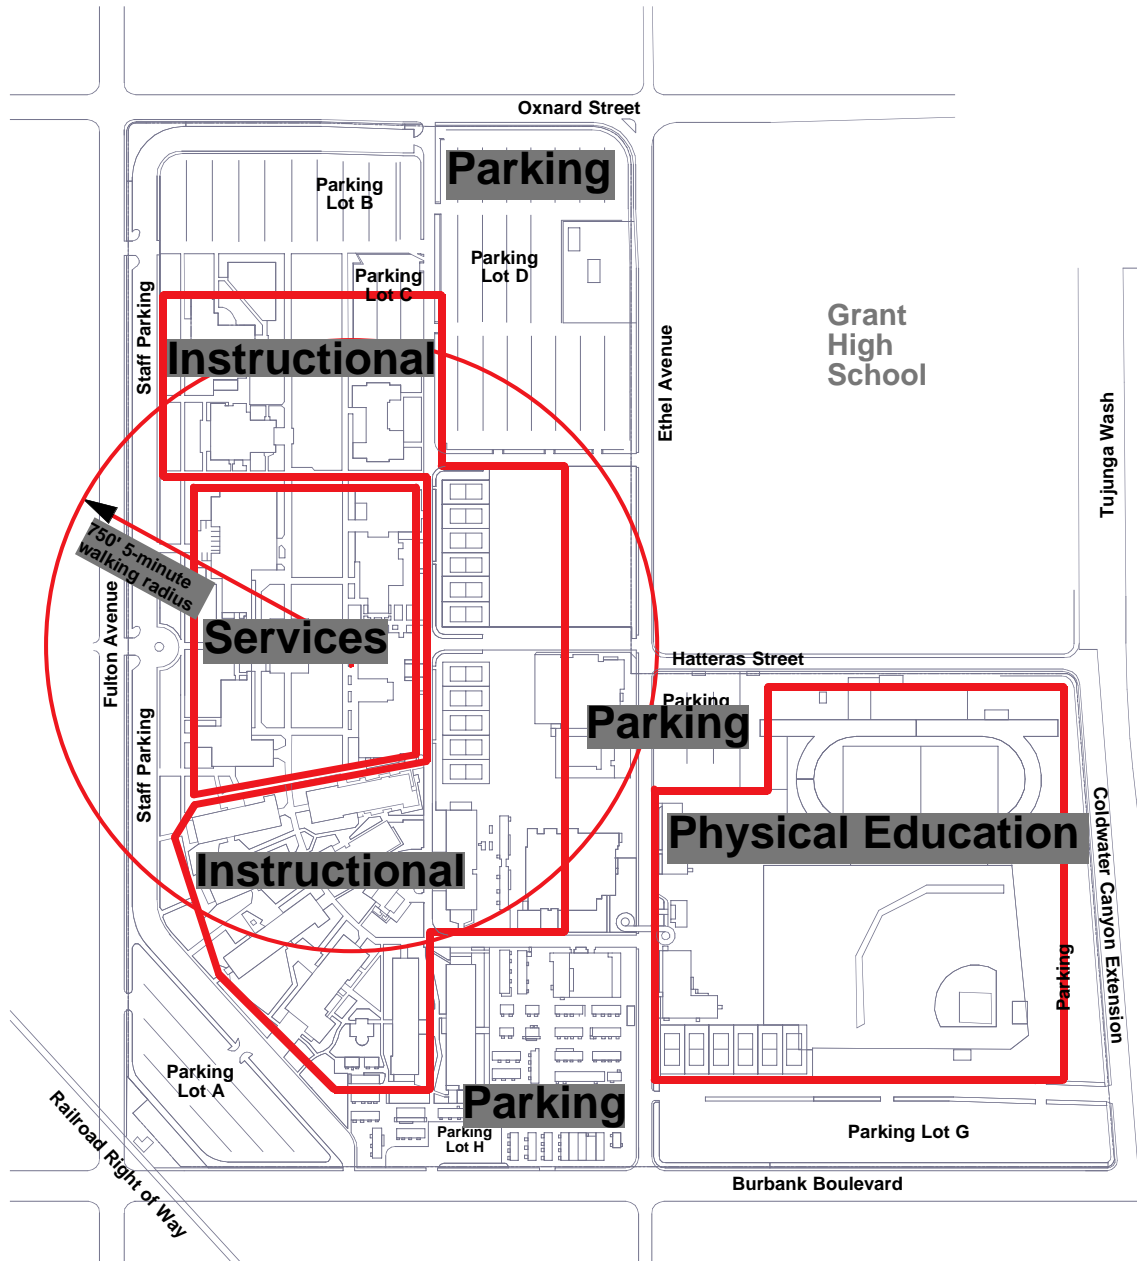 Oxnard Street
Parking
Parking
Lot B
Parking
Lot D
Parking
Lot C
Staff Parking
Instructional
Grant
High
School
Ethel Avenue
Tujunga Wash
750' 5-minute
walking radius
Fulton Avenue
Services
Hatteras Street
Parking
Parking
Staff Parking
Physical Education
Coldwater Canyon Extension
Instructional
Parking
Parking
Lot A
Parking
Parking
Lot H
Parking Lot G
Railroad Right of Way
Burbank Boulevard